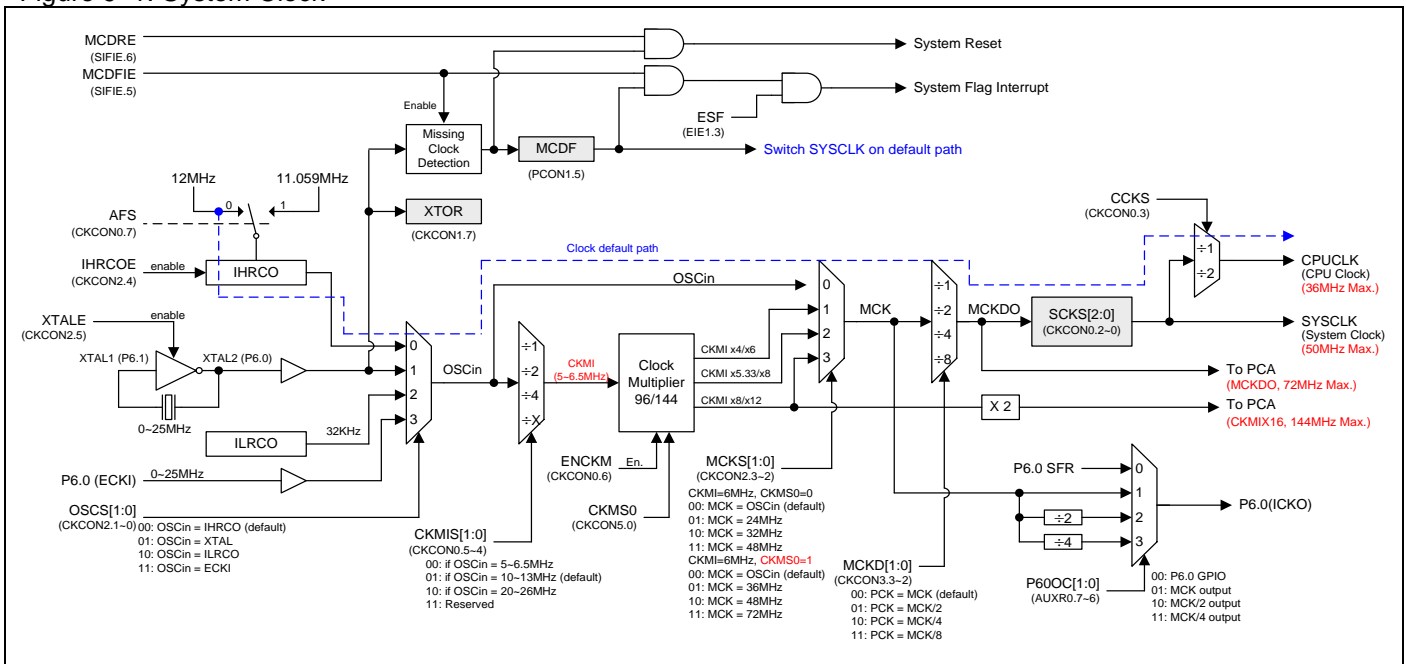 MCDRE
(SIFIE.6)
System Reset
MCDFIE
(SIFIE.5)
System Flag Interrupt
Enable
ESF
(EIE1.3)
Missing
Clock
Detection
MCDF
(PCON1.5)
Switch SYSCLK on default path
12MHz
11.059MHz
0
1
AFS
(CKCON0.7)
XTOR
(CKCON1.7)
CCKS
(CKCON0.3)
IHRCOE
(CKCON2.4)
enable
IHRCO
Clock default path
OSCin
÷1
÷2
CPUCLK
(CPU Clock)
(36MHz Max.)
XTALE
(CKCON2.5)
enable
XTAL1 (P6.1)
XTAL2 (P6.0)
0~25MHz
ILRCO
32KHz
P6.0 (ECKI)
0~25MHz
0
1
2
3
OSCin
÷1
÷2
÷4
÷X
CKMI
(5~6.5MHz)
Clock
Multiplier
96/144
CKMI x4/x6
CKMI x5.33/x8
CKMI x8/x12
0
1
2
3
MCK
÷1
÷2
÷4
÷8
MCKDO
SCKS[2:0]
(CKCON0.2~0)
SYSCLK
(System Clock)
(50MHz Max.)
To PCA
(MCKDO, 72MHz Max.)
X 2
To PCA
(CKMIX16, 144MHz Max.)
OSCS[1:0]
(CKCON2.1~0)
00: OSCin = IHRCO (default)
01: OSCin = XTAL
10: OSCin = ILRCO
11: OSCin = ECKI
CKMIS[1:0]
(CKCON0.5~4)
00: if OSCin = 5~6.5MHz
01: if OSCin = 10~13MHz (default)
10: if OSCin = 20~26MHz
11: Reserved
ENCKM
(CKCON0.6)
En.
CKMS0
(CKCON5.0)
MCKS[1:0]
(CKCON2.3~2)
CKMI=6MHz, CKMS0=0
00: MCK = OSCin (default)
01: MCK = 24MHz
10: MCK = 32MHz
11: MCK = 48MHz
CKMI=6MHz, CKMS0=1
00: MCK = OSCin (default)
01: MCK = 36MHz
10: MCK = 48MHz
11: MCK = 72MHz
MCKD[1:0]
(CKCON3.3~2)
00: PCK = MCK (default)
01: PCK = MCK/2
10: PCK = MCK/4
11: PCK = MCK/8
P6.0 SFR
0
1
÷2
2
÷4
3
P6.0(ICKO)
P60OC[1:0]
(AUXR0.7~6)
00: P6.0 GPIO
01: MCK output
10: MCK/2 output
11: MCK/4 output